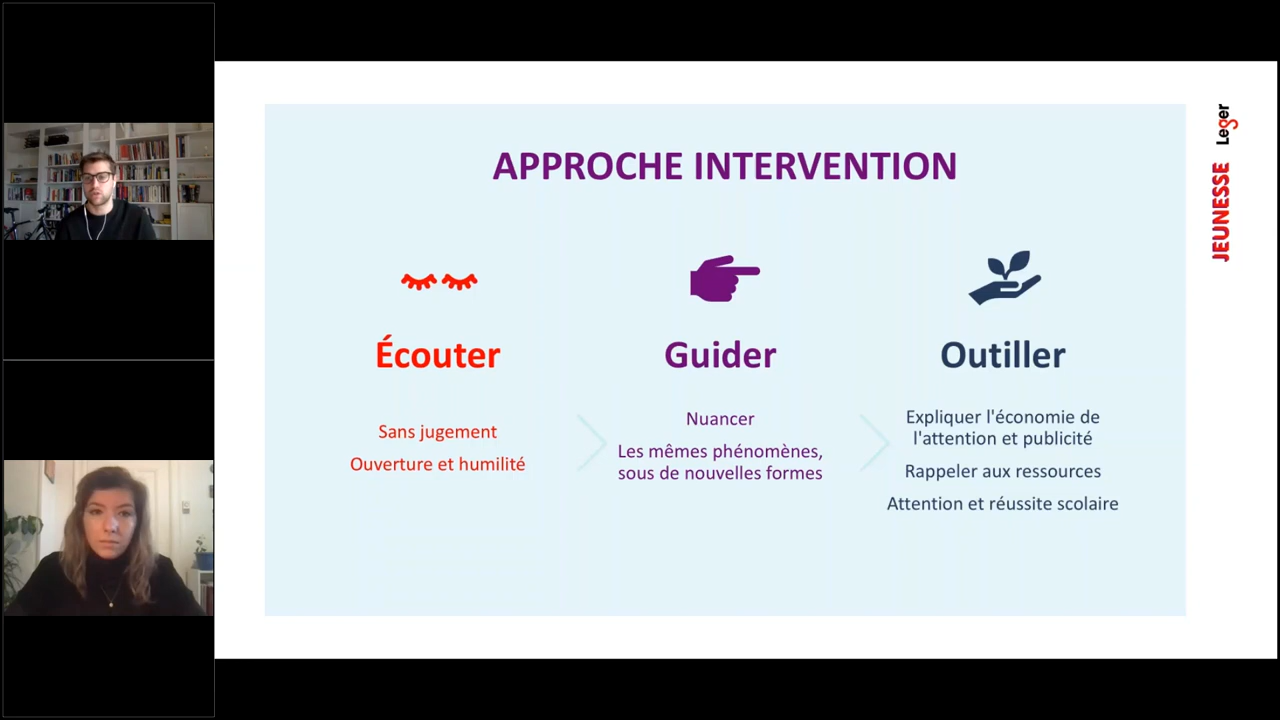 APPROCHE INTERVENTION
Écouter
Sans jugement
Ouverture et humilité
Guider
Nuancer
Les mêmes phénomènes,
sous de nouvelles formes
Outiller
Expliquer l'économie de
l'attention et publicité
Rappeler aux ressources
Attention et réussite scolaire
JEUNESSE
Leger